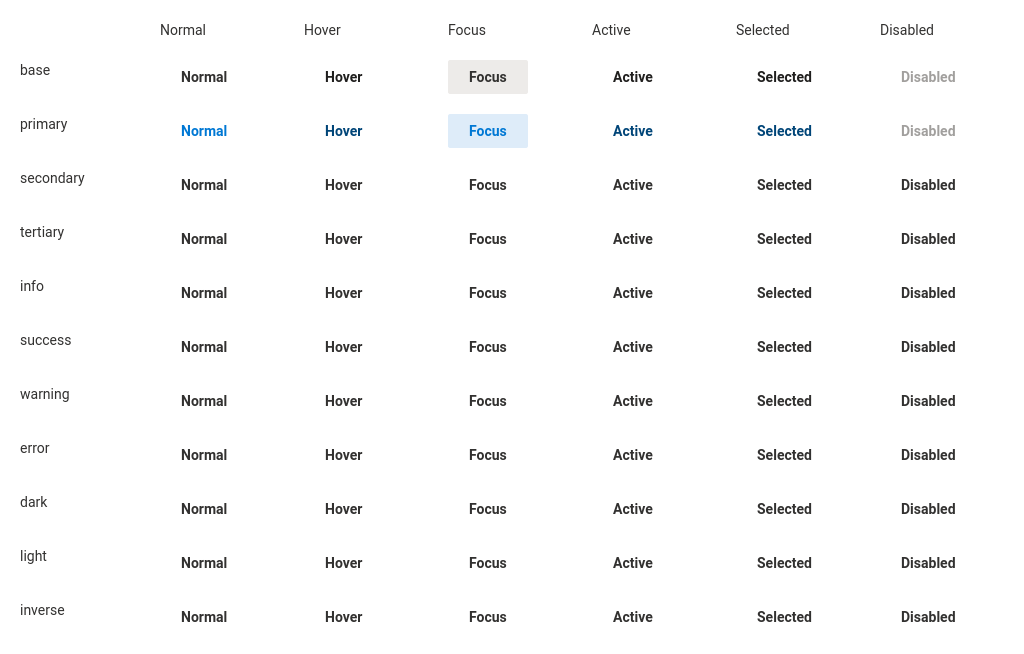 Normal Hover Focus Active Selected Disabled
base Normal Hover Focus Active Selected Disabled
primary Normal Hover Focus Active Selected Disabled
secondary Normal Hover Focus Active Selected Disabled
tertiary Normal Hover Focus Active Selected Disabled
info Normal Hover Focus Active Selected Disabled
success Normal Hover Focus Active Selected Disabled
warning Normal Hover Focus Active Selected Disabled
error Normal Hover Focus Active Selected Disabled
dark Normal Hover Focus Active Selected Disabled
light Normal Hover Focus Active Selected Disabled
inverse Normal Hover Focus Active Selected Disabled